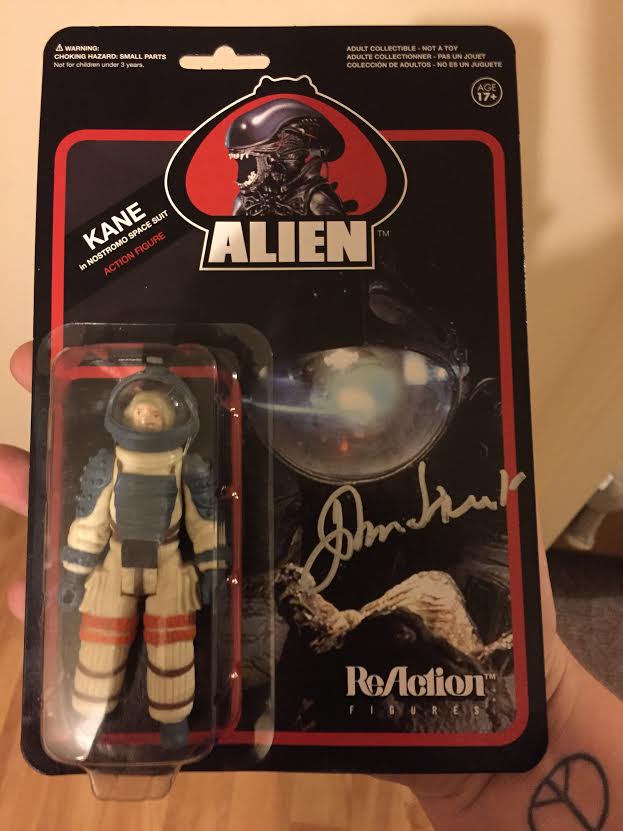 ⚠ WARNING:
CHOKING HAZARD: SMALL PARTS
Not for children under 3 years.
ADULT COLLECTIBLE - NOT A TOY
ADULTE COLLECTIONNER - PAS UN JOUET
COLECCIÓN DE ADULTOS - NO ES UN JUGUETE
AGE
17+
KANE
in NOSTROMO SPACE SUIT
ACTION FIGURE
ALIEN™
ReAction™
FIGURES